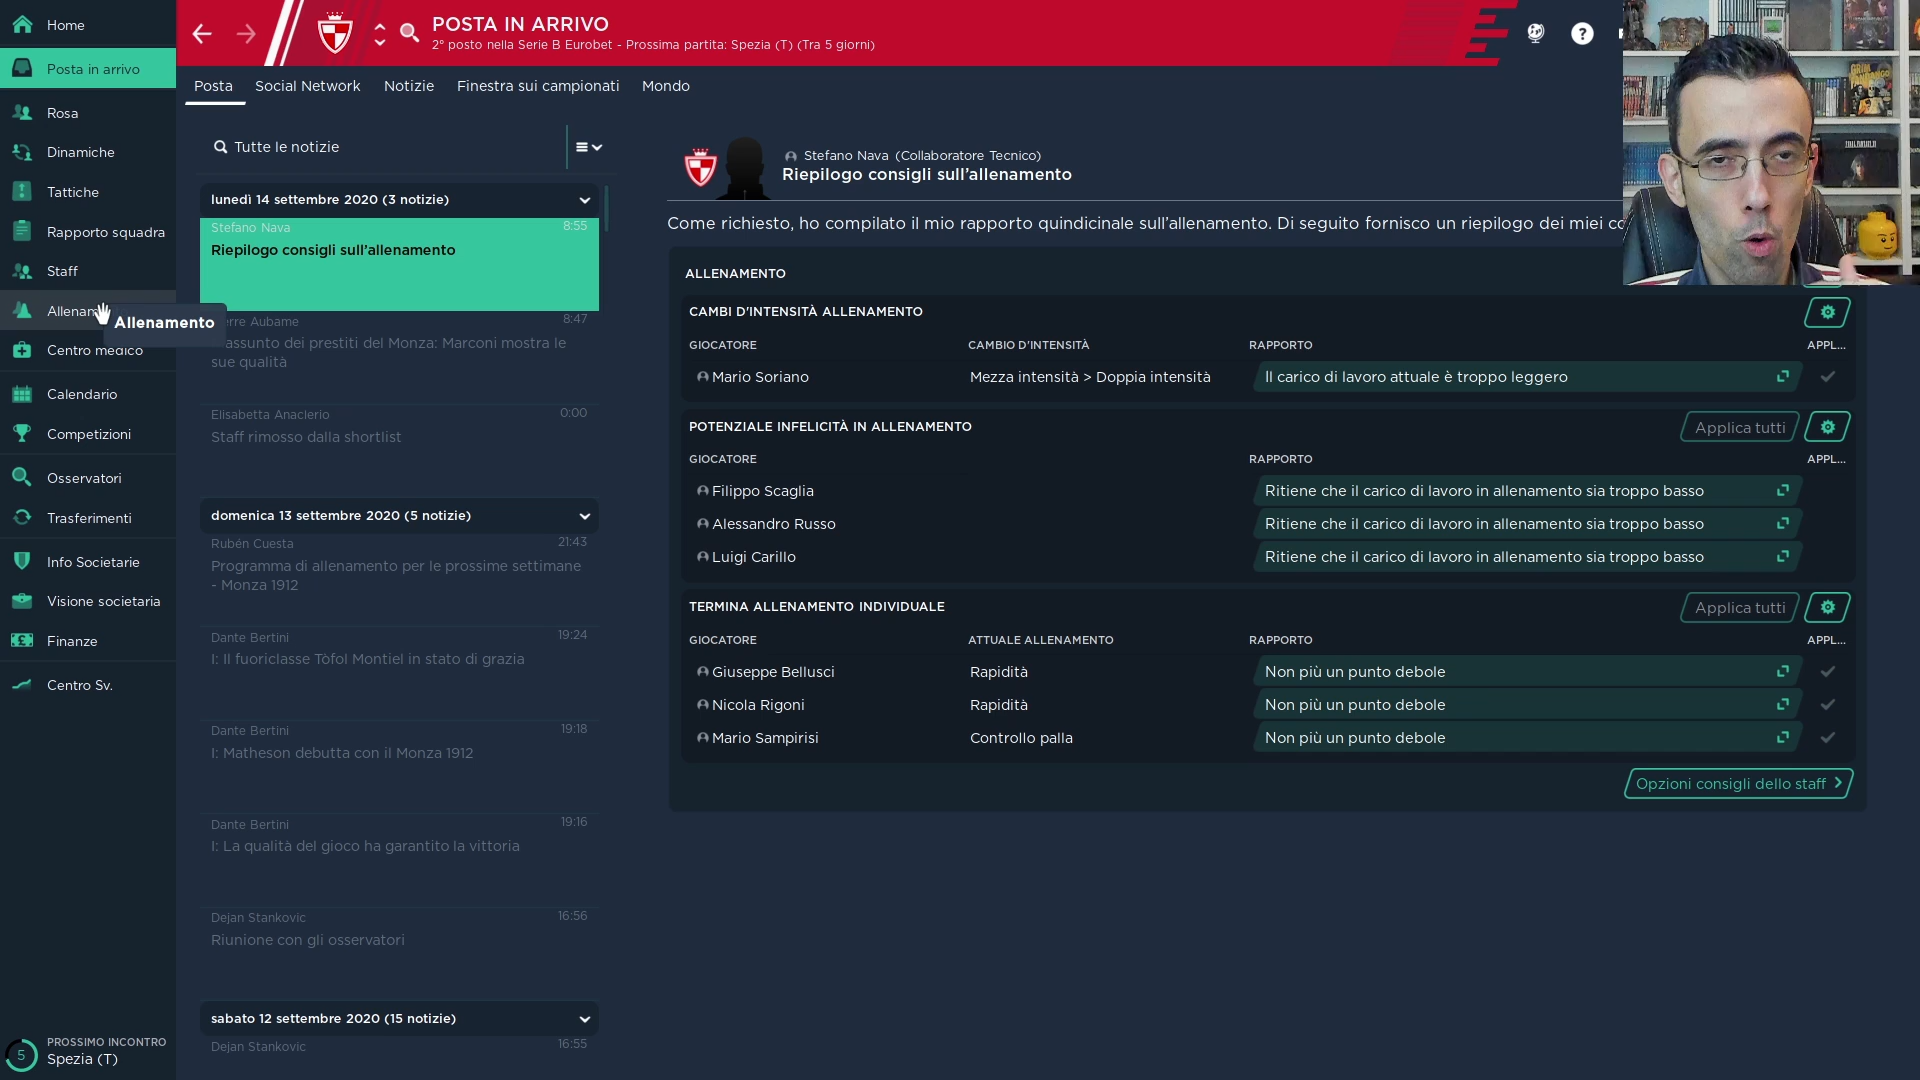 Home
Posta in arrivo
Rosa
Dinamiche
Tattiche
Rapporto squadra
Staff
Allenamento
Centro medico
Calendario
Competizioni
Osservatori
Trasferimenti
Info Societarie
Visione societaria
Finanze
Centro Sv.
5
PROSSIMO INCONTRO
Spezia (T)
POSTA IN ARRIVO
2° posto nella Serie B Eurobet - Prossima partita: Spezia (T) (Tra 5 giorni)
Posta Social Network Notizie Finestra sui campionati Mondo
Tutte le notizie
lunedì 14 settembre 2020 (3 notizie)
Stefano Nava 8:55
Riepilogo consigli sull'allenamento
Aubame 8:47
dei prestiti del Monza: Marconi mostra le
sue qualità
Elisabetta Anaclerio 0:00
Staff rimosso dalla shortlist
domenica 13 settembre 2020 (5 notizie)
Rubén Cuesta 21:43
Programma di allenamento per le prossime settimane
- Monza 1912
Dante Bertini 19:24
I: Il fuoriclasse Tòfol Montiel in stato di grazia
Dante Bertini 19:18
I: Matheson debutta con il Monza 1912
Dante Bertini 19:16
I: La qualità del gioco ha garantito la vittoria
Dejan Stankovic 16:56
Riunione con gli osservatori
sabato 12 settembre 2020 (15 notizie)
Dejan Stankovic 16:55
Stefano Nava (Collaboratore Tecnico)
Riepilogo consigli sull'allenamento
Come richiesto, ho compilato il mio rapporto quindicinale sull'allenamento. Di seguito fornisco un riepilogo dei miei
ALLENAMENTO
CAMBI D'INTENSITÀ ALLENAMENTO
GIOCATORE CAMBIO D'INTENSITÀ RAPPORTO APPL...
Mario Soriano Mezza intensità > Doppia intensità Il carico di lavoro attuale è troppo leggero
POTENZIALE INFELICITÀ IN ALLENAMENTO Applica tutti
GIOCATORE RAPPORTO APPL...
Filippo Scaglia Ritiene che il carico di lavoro in allenamento sia troppo basso
Alessandro Russo Ritiene che il carico di lavoro in allenamento sia troppo basso
Luigi Carillo Ritiene che il carico di lavoro in allenamento sia troppo basso
TERMINA ALLENAMENTO INDIVIDUALE Applica tutti
GIOCATORE ATTUALE ALLENAMENTO RAPPORTO APPL...
Giuseppe Bellusci Rapidità Non più un punto debole
Nicola Rigoni Rapidità Non più un punto debole
Mario Sampirisi Controllo palla Non più un punto debole
Opzioni consigli dello staff
GRIM FANDANGO